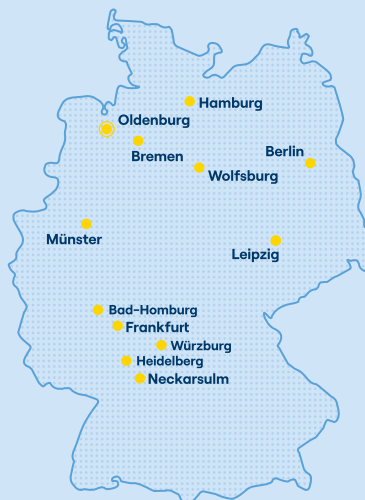 Hamburg
Oldenburg
Bremen
Berlin
Wolfsburg
Münster
Leipzig
Bad-Homburg
Frankfurt
Würzburg
Heidelberg
Neckarsulm